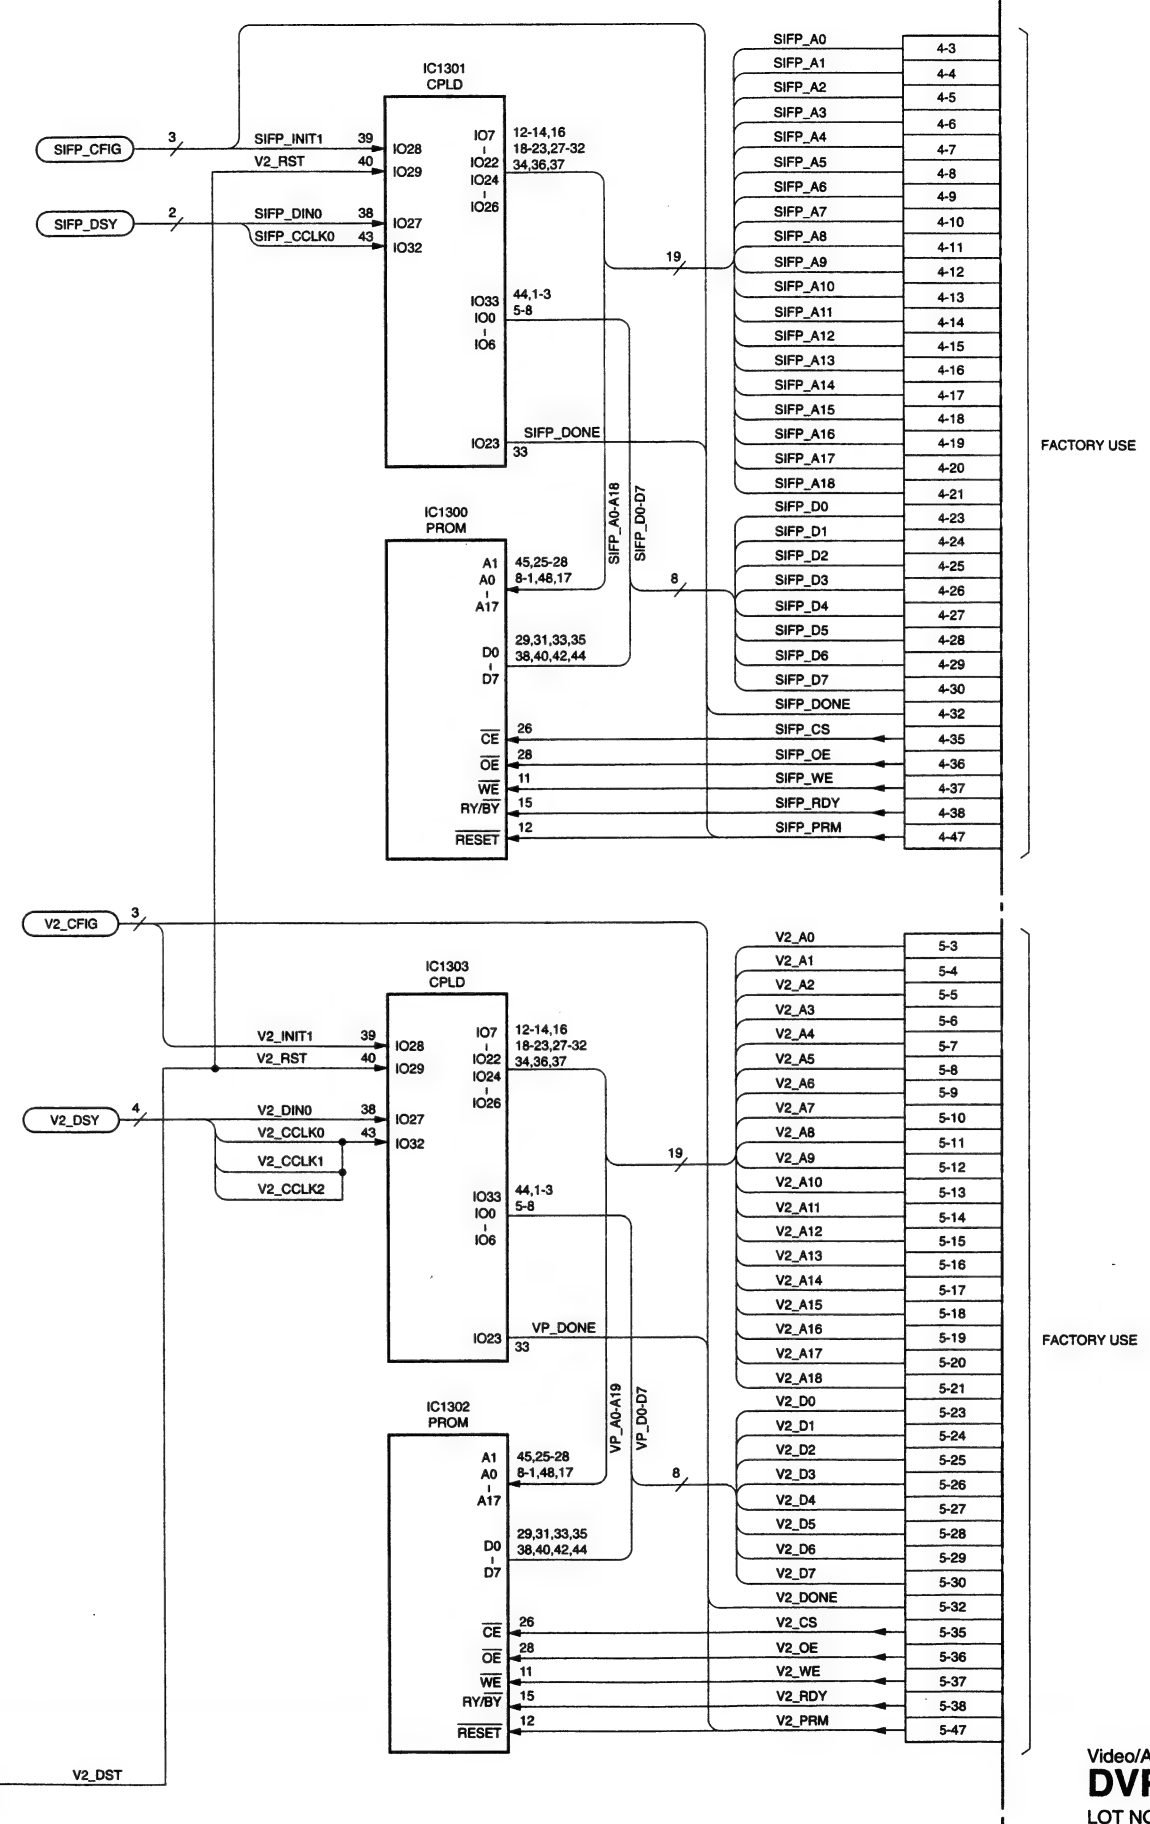 SIFP_CFIG
3
SIFP_INIT1
39
V2_RST
40
SIFP_DSY
2
SIFP_DIN0
38
SIFP_CCLK0
43
IC1301
CPLD
IO28
IO29
IO27
IO32
IO7
IO22
IO24
IO26
12-14,16
18-23,27-32
34,36,37
IO33
IO0
IO6
44,1-3
5-8
IO23
SIFP_DONE
33
19
SIFP_A0-A18
SIFP_D0-D7
8
IC1300
PROM
A1
A0
A17
45,25-28
8-1,48,17
D0
D7
29,31,33,35
38,40,42,44
CE
26
OE
28
WE
11
RY/BY
15
RESET
12
SIFP_A0 4-3
SIFP_A1 4-4
SIFP_A2 4-5
SIFP_A3 4-6
SIFP_A4 4-7
SIFP_A5 4-8
SIFP_A6 4-9
SIFP_A7 4-10
SIFP_A8 4-11
SIFP_A9 4-12
SIFP_A10 4-13
SIFP_A11 4-14
SIFP_A12 4-15
SIFP_A13 4-16
SIFP_A14 4-17
SIFP_A15 4-18
SIFP_A16 4-19
SIFP_A17 4-20
SIFP_A18 4-21
SIFP_D0 4-23
SIFP_D1 4-24
SIFP_D2 4-25
SIFP_D3 4-26
SIFP_D4 4-27
SIFP_D5 4-28
SIFP_D6 4-29
SIFP_D7 4-30
SIFP_DONE 4-32
SIFP_CS 4-35
SIFP_OE 4-36
SIFP_WE 4-37
SIFP_RDY 4-38
SIFP_PRM 4-47
FACTORY USE
V2_CFIG
3
V2_INIT1
39
V2_RST
40
V2_DSY
4
V2_DIN0
38
V2_CCLK0
43
V2_CCLK1
V2_CCLK2
IC1303
CPLD
IO28
IO29
IO27
IO32
IO7
IO22
IO24
IO26
12-14,16
18-23,27-32
34,36,37
IO33
IO0
IO6
44,1-3
5-8
IO23
VP_DONE
33
19
VP_A0-A19
VP_D0-D7
8
IC1302
PROM
A1
A0
A17
45,25-28
8-1,48,17
D0
D7
29,31,33,35
38,40,42,44
CE
26
OE
28
WE
11
RY/BY
15
RESET
12
V2_A0 5-3
V2_A1 5-4
V2_A2 5-5
V2_A3 5-6
V2_A4 5-7
V2_A5 5-8
V2_A6 5-9
V2_A7 5-10
V2_A8 5-11
V2_A9 5-12
V2_A10 5-13
V2_A11 5-14
V2_A12 5-15
V2_A13 5-16
V2_A14 5-17
V2_A15 5-18
V2_A16 5-19
V2_A17 5-20
V2_A18 5-21
V2_D0 5-23
V2_D1 5-24
V2_D2 5-25
V2_D3 5-26
V2_D4 5-27
V2_D5 5-28
V2_D6 5-29
V2_D7 5-30
V2_DONE 5-32
V2_CS 5-35
V2_OE 5-36
V2_WE 5-37
V2_RDY 5-38
V2_PRM 5-47
FACTORY USE
V2_DST
Video/A
LOT NO